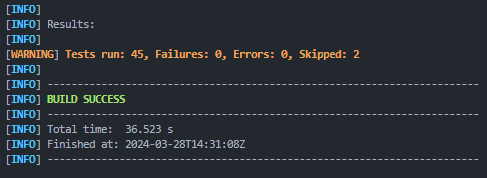 [INFO]
[INFO] Results:
[INFO]
[WARNING] Tests run: 45, Failures: 0, Errors: 0, Skipped: 2
[INFO]
[INFO] ------------------------------------------------------------------------
[INFO] BUILD SUCCESS
[INFO] ------------------------------------------------------------------------
[INFO] Total time:  36.523 s
[INFO] Finished at: 2024-03-28T14:31:08Z
[INFO] ------------------------------------------------------------------------